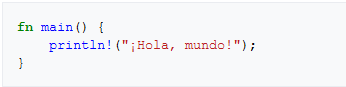 fn main() {
    println!("¡Hola, mundo!");
}